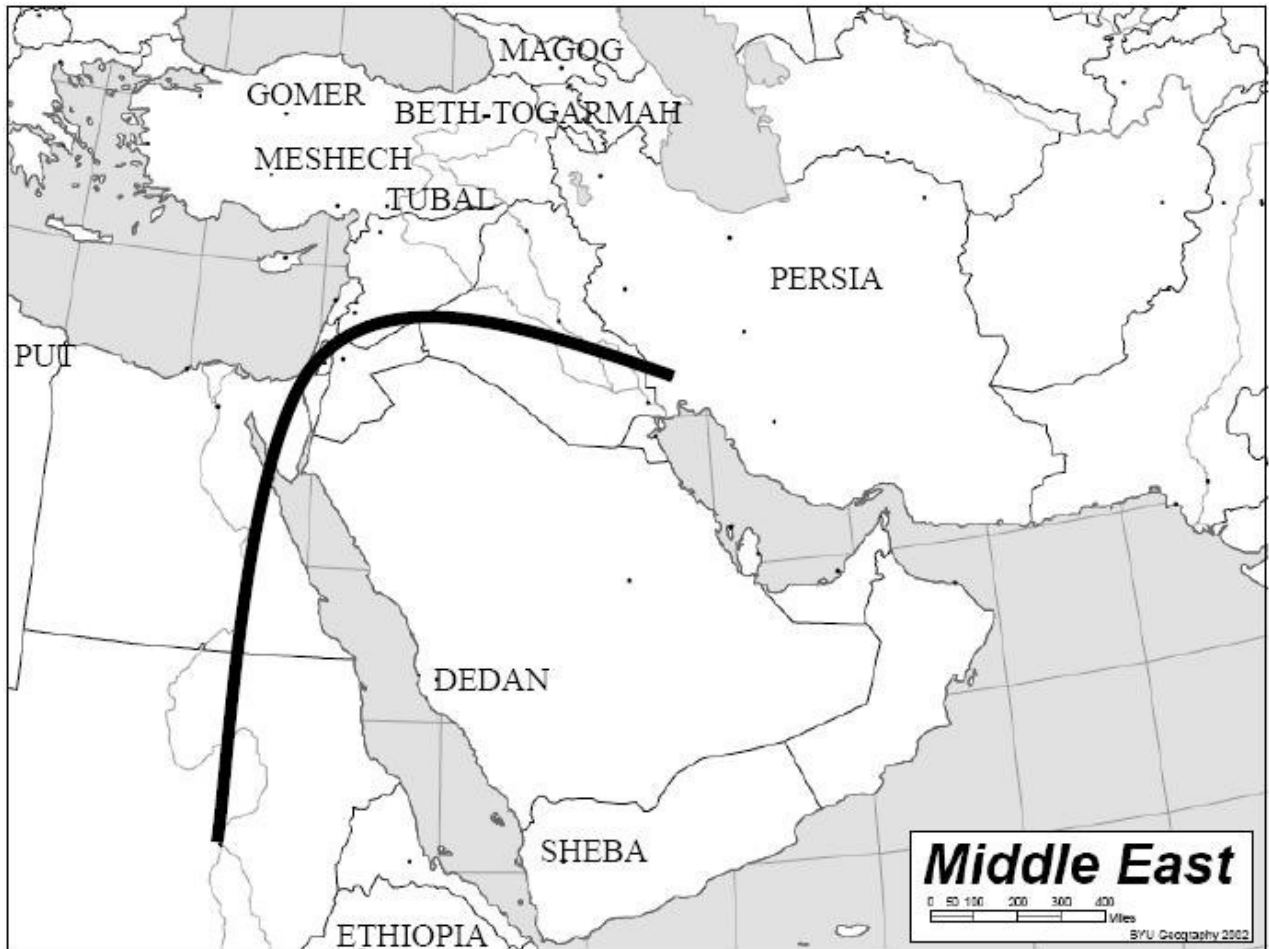 MAGOG
GOMER
BETH-TOGARMAH
MESHECH
TUBAL
PERSIA
PUT
DEDAN
SHEBA
ETHIOPIA
Middle East
0 50 100 200 300 400
Miles
BYU Geography 2002